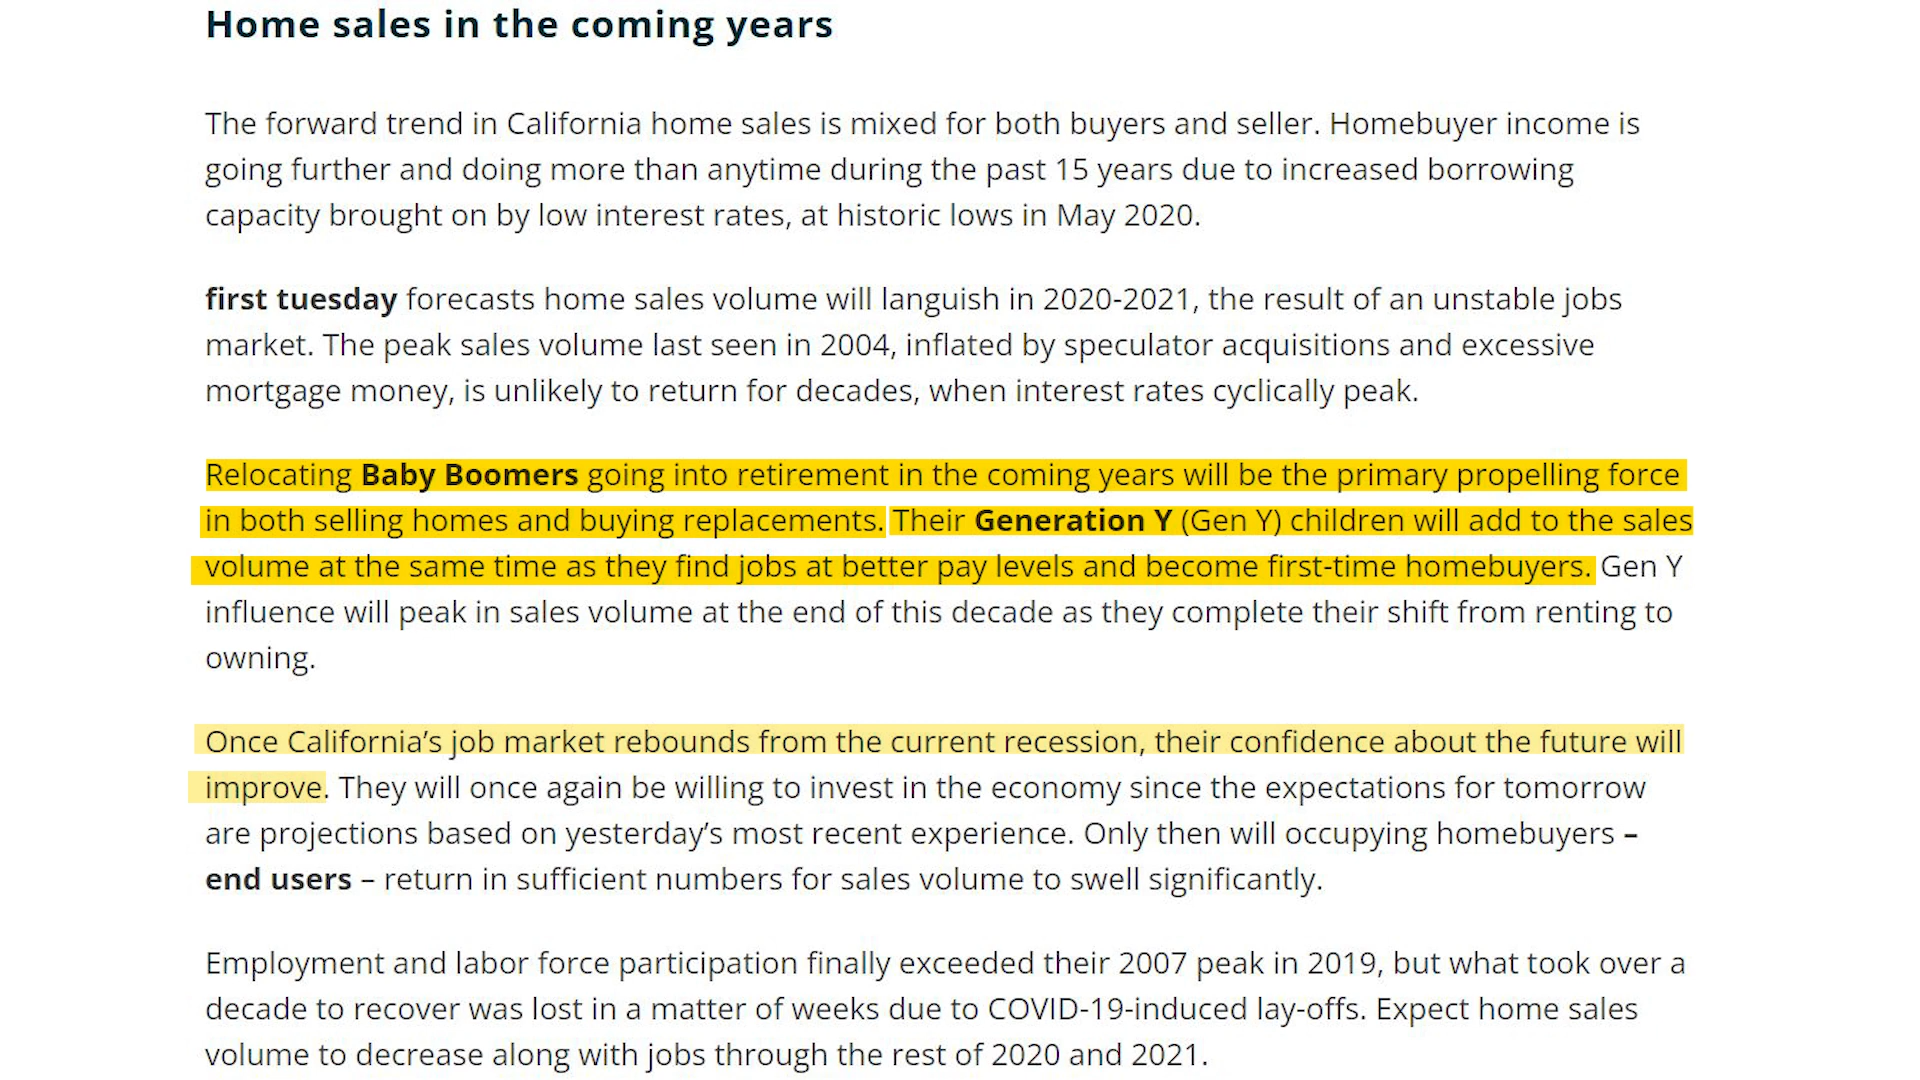 Home sales in the coming years
The forward trend in California home sales is mixed for both buyers and seller. Homebuyer income is
going further and doing more than anytime during the past 15 years due to increased borrowing
capacity brought on by low interest rates, at historic lows in May 2020.
first tuesday forecasts home sales volume will languish in 2020-2021, the result of an unstable jobs
market. The peak sales volume last seen in 2004, inflated by speculator acquisitions and excessive
mortgage money, is unlikely to return for decades, when interest rates cyclically peak.
Relocating Baby Boomers going into retirement in the coming years will be the primary propelling force
in both selling homes and buying replacements. Their Generation Y (Gen Y) children will add to the sales
volume at the same time as they find jobs at better pay levels and become first-time homebuyers. Gen Y
influence will peak in sales volume at the end of this decade as they complete their shift from renting to
owning.
Once California’s job market rebounds from the current recession, their confidence about the future will
improve. They will once again be willing to invest in the economy since the expectations for tomorrow
are projections based on yesterday’s most recent experience. Only then will occupying homebuyers –
end users – return in sufficient numbers for sales volume to swell significantly.
Employment and labor force participation finally exceeded their 2007 peak in 2019, but what took over a
decade to recover was lost in a matter of weeks due to COVID-19-induced lay-offs. Expect home sales
volume to decrease along with jobs through the rest of 2020 and 2021.